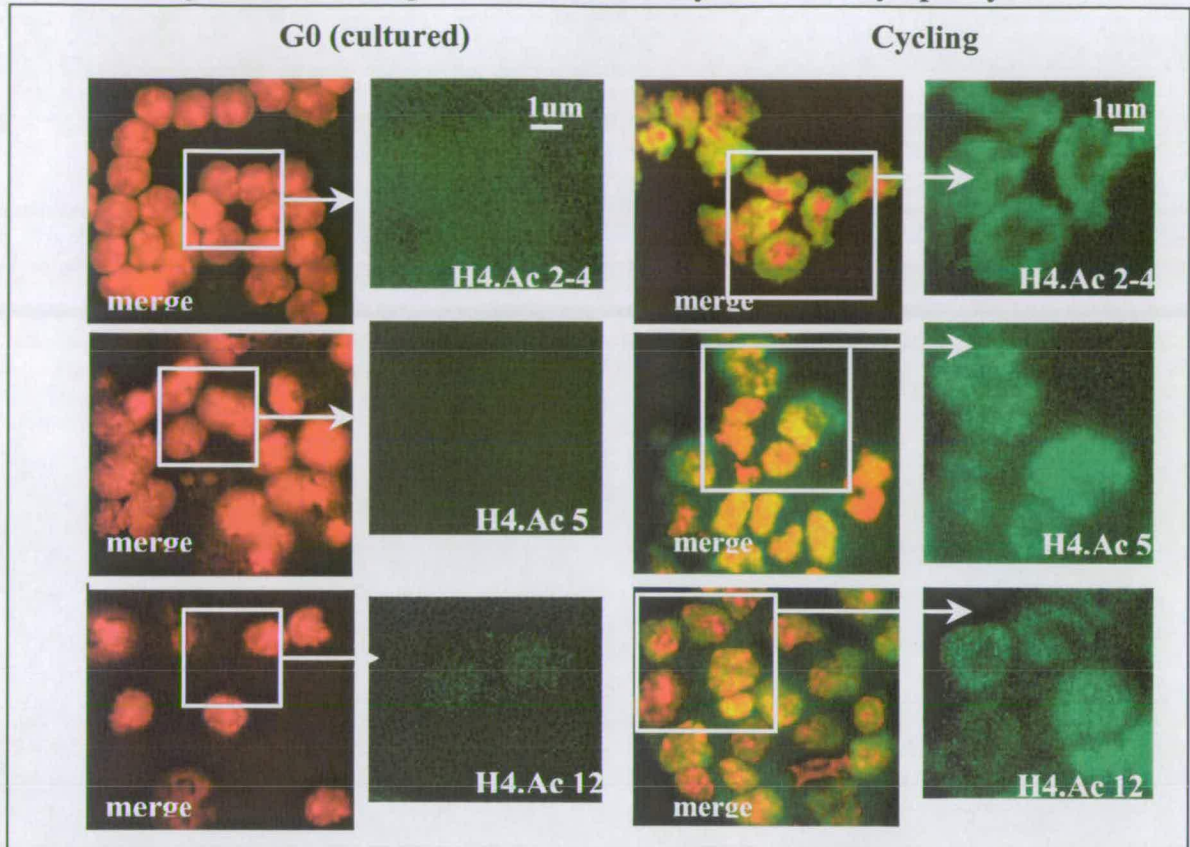 G0 (cultured)
Cycling
1um
1um
merge
H4.Ac 2-4
merge
H4.Ac 2-4
merge
H4.Ac 5
merge
H4.Ac 5
merge
H4.Ac 12
merge
H4.Ac 12